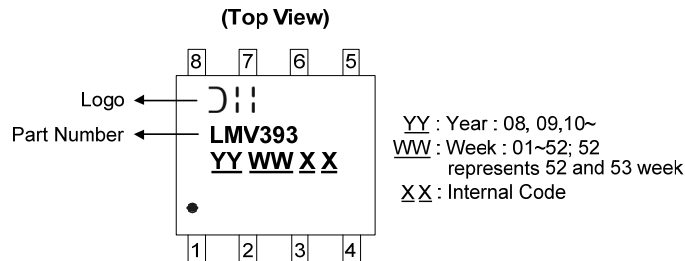 (Top View)
8 7 6 5
Logo
Part Number
LMV393
YY WW X X
1 2 3 4
YY : Year : 08, 09,10~
WW : Week : 01~52; 52
represents 52 and 53 week
X X : Internal Code